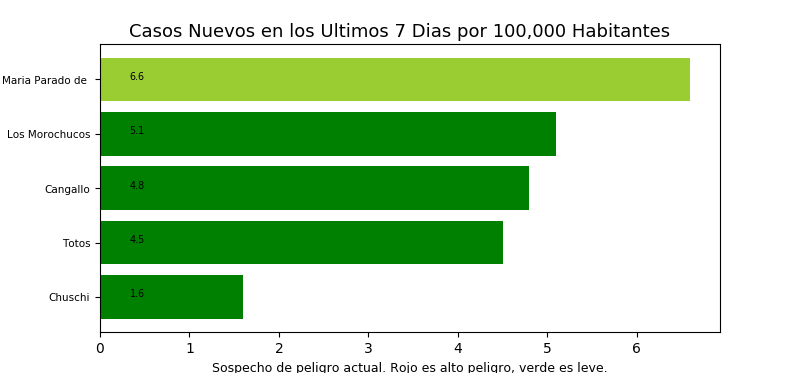 Casos Nuevos en los Ultimos 7 Dias por 100,000 Habitantes
Maria Parado de
6.6
Los Morochucos
5.1
Cangallo
4.8
Totos
4.5
Chuschi
1.6
0 1 2 3 4 5 6
Sospecho de peligro actual. Rojo es alto peligro, verde es leve.